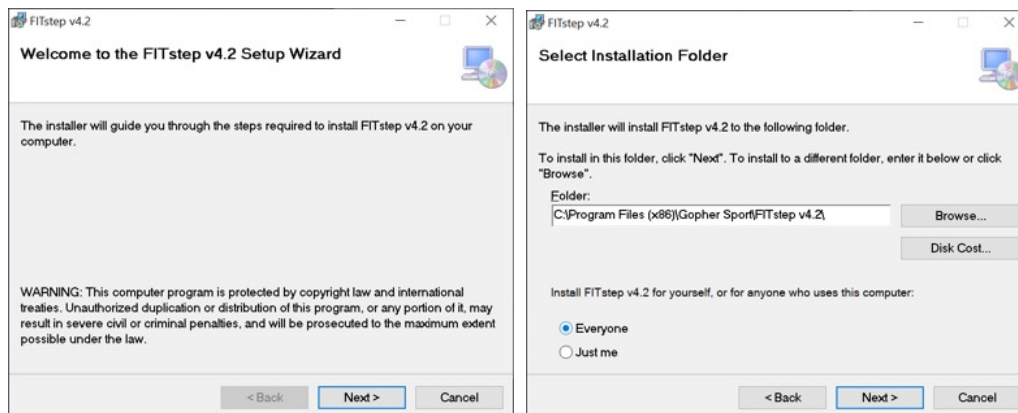 FITstep v4.2
Welcome to the FITstep v4.2 Setup Wizard
The installer will guide you through the steps required to install FITstep v4.2 on your
computer.
WARNING: This computer program is protected by copyright law and international
treaties. Unauthorized duplication or distribution of this program, or any portion of it, may
result in severe civil or criminal penalties, and will be prosecuted to the maximum extent
possible under the law.
< Back
Next >
Cancel
FITstep v4.2
Select Installation Folder
The installer will install FITstep v4.2 to the following folder.
To install in this folder, click "Next". To install to a different folder, enter it below or click
"Browse".
Folder:
C:\Program Files (x86)\Gopher Sport\FITstep v4.2\
Browse...
Disk Cost...
Install FITstep v4.2 for yourself, or for anyone who uses this computer:
Everyone
Just me
< Back
Next >
Cancel